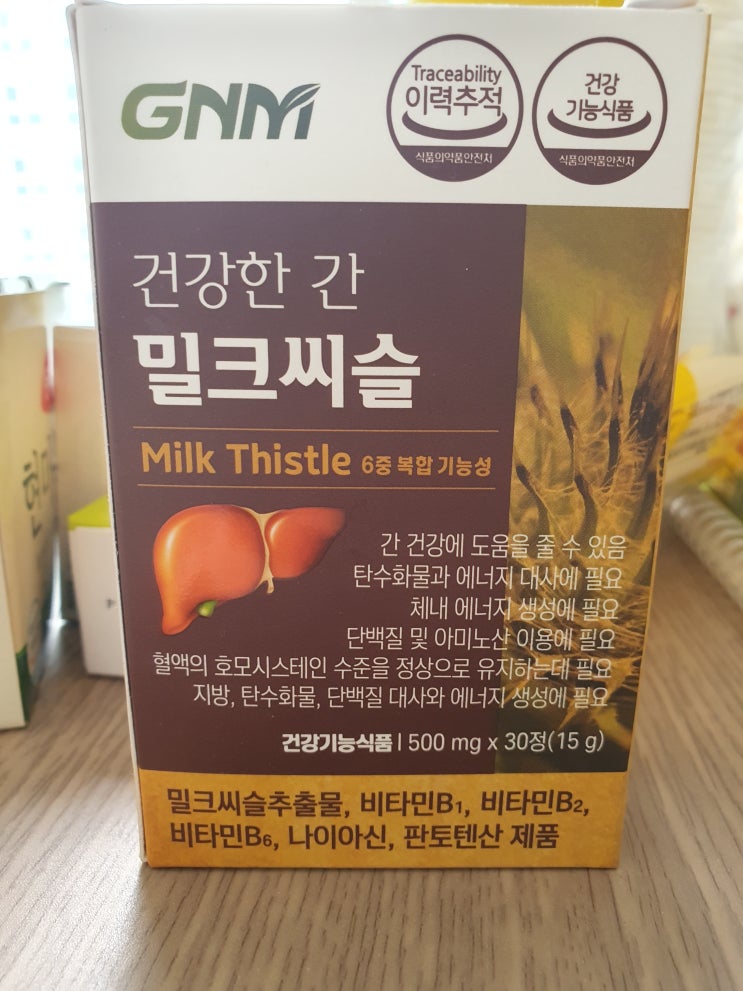 GNM
Traceability
이력추적
식품의약품안전처
건강
기능식품
식품의약품안전처
건강한 간
밀크씨슬
Milk Thistle 6중 복합 기능성
간 건강에 도움을 줄 수 있음
탄수화물과 에너지 대사에 필요
체내 에너지 생성에 필요
단백질 및 아미노산 이용에 필요
혈액의 호모시스테인 수준을 정상으로 유지하는데 필요
지방, 탄수화물, 단백질 대사와 에너지 생성에 필요
건강기능식품 | 500 mg x 30정(15 g)
밀크씨슬추출물, 비타민B1, 비타민B2,
비타민B6, 나이아신, 판토텐산 제품